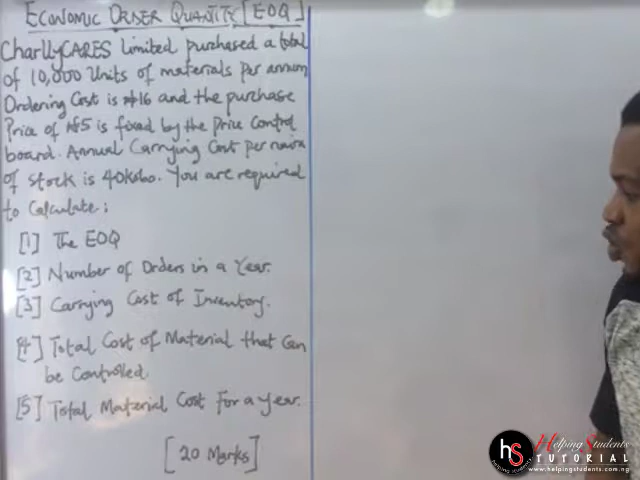 ECONOMIC ORDER QUANTITY [EOQ]
CharllyCARES Limited purchased a total
of 10,000 Units of materials per annum
Ordering Cost is ₦16 and the purchase
Price of ₦5 is fixed by the Price Control
board. Annual Carrying Cost per naira
of Stock is 40Kobo. You are required
to Calculate:
[1] The EOQ
[2] Number of Orders in a Year.
[3] Carrying Cost of Inventory.
[4] Total Cost of Material that Can
be Controlled.
[5] Total Material Cost for a year.
[20 Marks]
hS
Helping Students
TUTORIAL
www.helpingstudents.com.ng